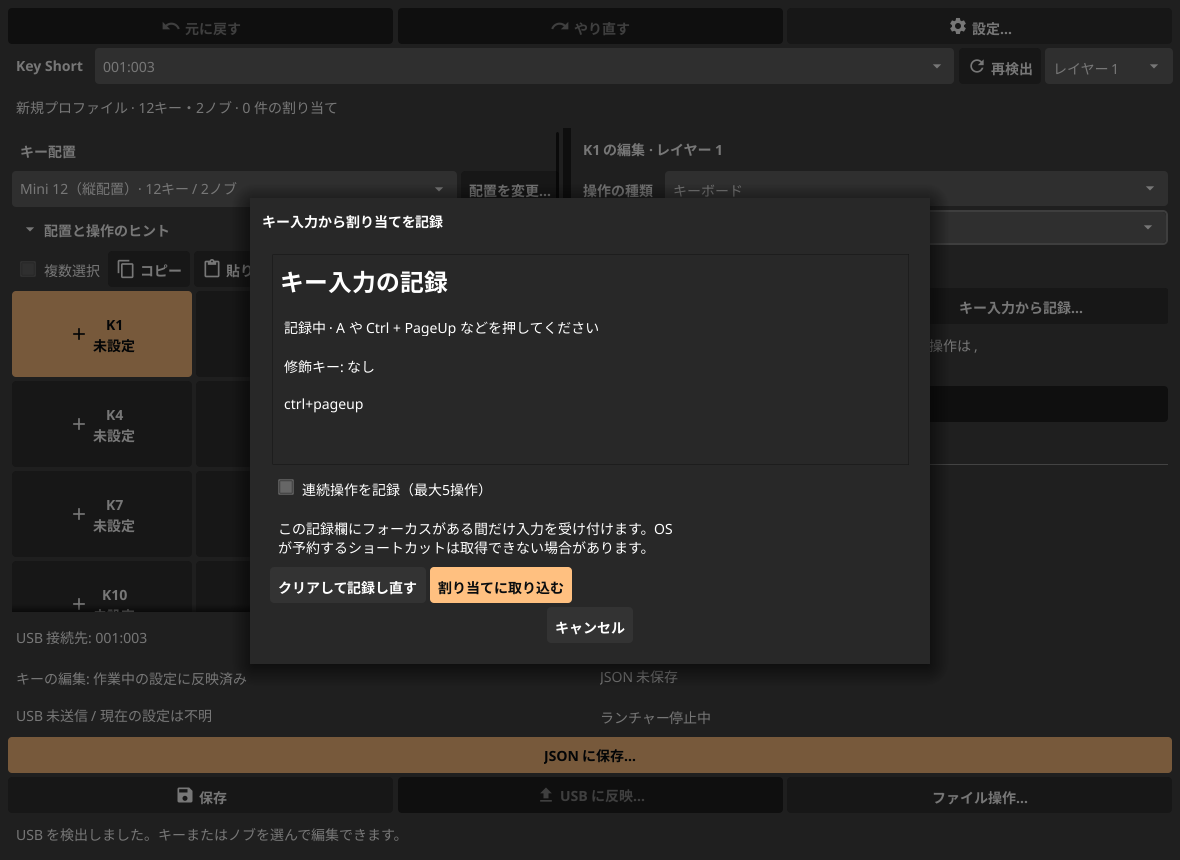 元に戻す
やり直す
設定...
Key Short
001:003
再検出
レイヤー 1
新規プロファイル · 12キー・2ノブ · 0 件の割り当て
キー配置
K1 の編集 · レイヤー 1
Mini 12（縦配置）· 12キー / 2ノブ
配置を変更...
操作の種類
キーボード
配置と操作のヒント
複数選択
コピー
貼り
K1
未設定
K4
未設定
K7
未設定
K10
キー入力から記録...
操作は ,
キー入力から割り当てを記録
キー入力の記録
記録中 · A や Ctrl + PageUp などを押してください
修飾キー: なし
ctrl+pageup
連続操作を記録（最大5操作）
この記録欄にフォーカスがある間だけ入力を受け付けます。OS
が予約するショートカットは取得できない場合があります。
クリアして記録し直す
割り当てに取り込む
キャンセル
USB 接続先: 001:003
キーの編集: 作業中の設定に反映済み
JSON 未保存
USB 未送信 / 現在の設定は不明
ランチャー停止中
JSON に保存...
保存
USB に反映...
ファイル操作...
USB を検出しました。キーまたはノブを選んで編集できます。